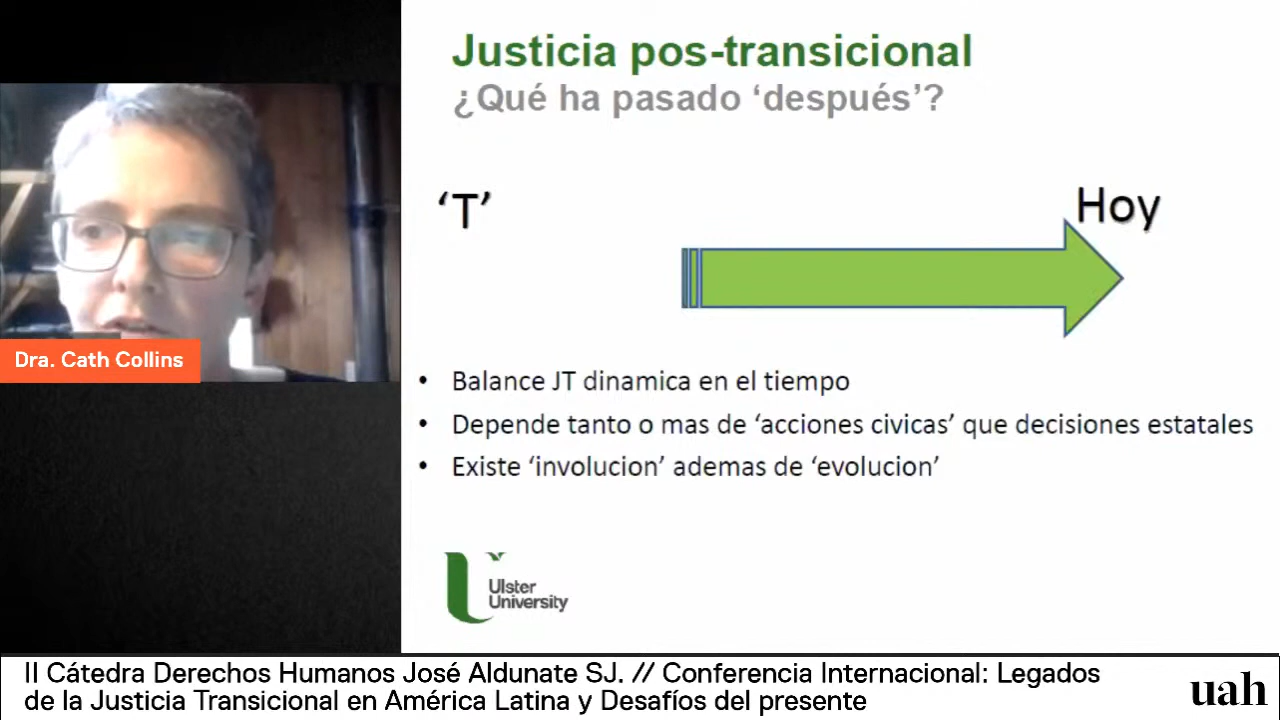 Justicia pos-transicional
¿Qué ha pasado ‘después’?
‘T’
Hoy
Dra. Cath Collins
• Balance JT dinamica en el tiempo
• Depende tanto o mas de ‘acciones civicas’ que decisiones estatales
• Existe ‘involucion’ ademas de ‘evolucion’
Ulster
University
II Cátedra Derechos Humanos José Aldunate SJ. // Conferencia Internacional: Legados
de la Justicia Transicional en América Latina y Desafíos del presente
uah